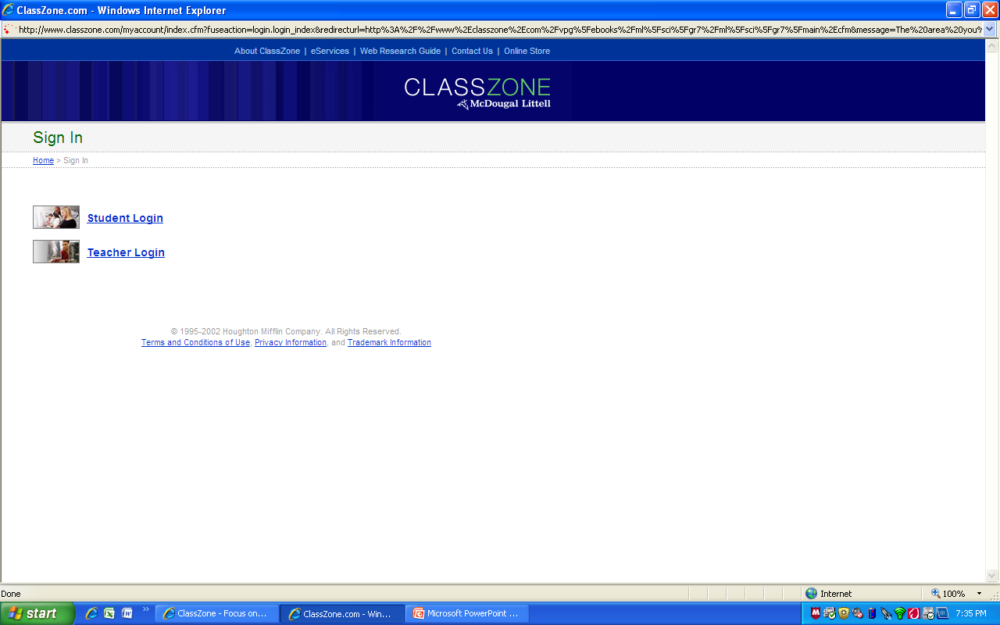 ClassZone.com - Windows Internet Explorer
http://www.classzone.com/myaccount/index.cfm?fuseaction=login.login_index&redirecturl=http%3A%2F%2Fwww%2Eclasszone%2Ecom%2Fvpg%5Febooks%2Fml%5Fsci%5Fgr7%2Fml%5Fsci%5Fgr7%5Fmain%2Ecfm&message=The%20area%20you%
About ClassZone | eServices | Web Research Guide | Contact Us | Online Store
CLASSZONE
McDougal Littell
Sign In
Home > Sign In
Student Login
Teacher Login
© 1995-2002 Houghton Mifflin Company. All Rights Reserved.
Terms and Conditions of Use, Privacy Information, and Trademark Information
Done Internet 100%
start ClassZone - Focus on... ClassZone.com - Win... Microsoft PowerPoint ... 7:35 PM